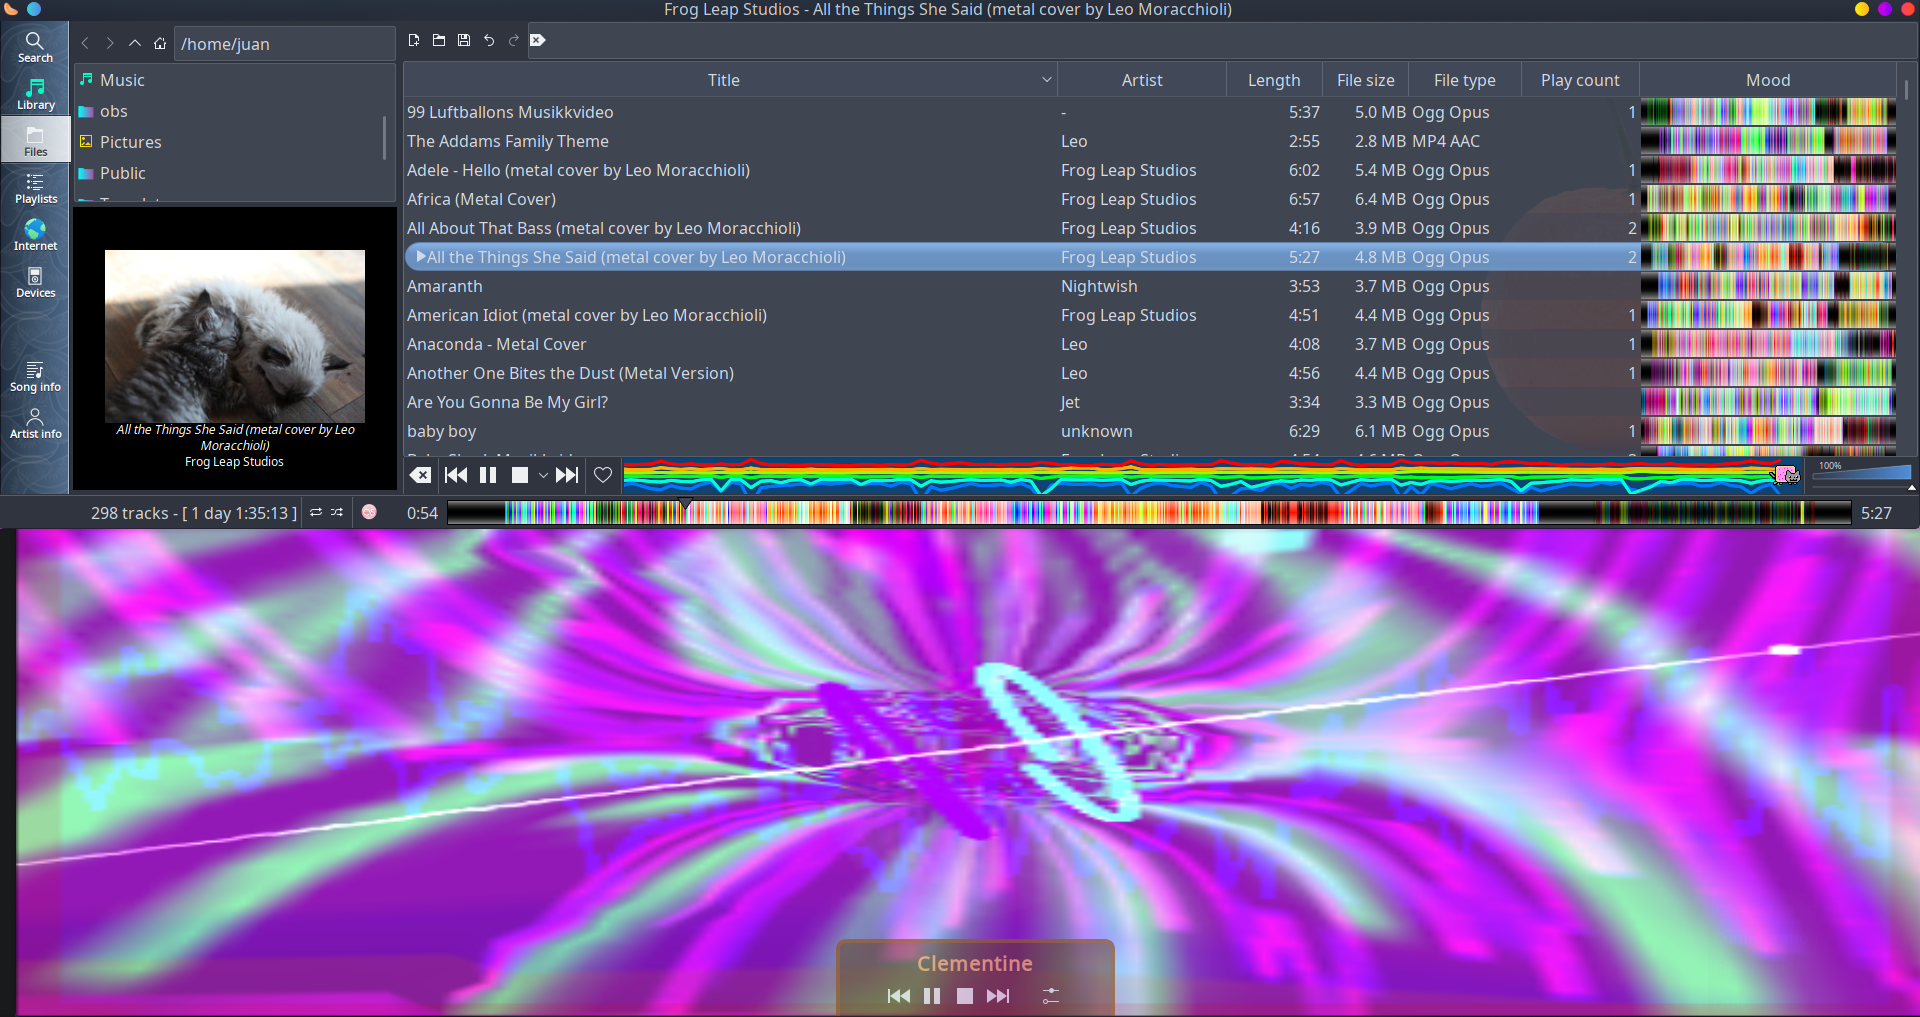 Frog Leap Studios - All the Things She Said (metal cover by Leo Moracchioli)
Search
Library
Files
Playlists
Internet
Devices
Song info
Artist info
/home/juan
Music
obs
Pictures
Public
All the Things She Said (metal cover by Leo
Moracchioli)
Frog Leap Studios
Title Artist Length File size File type Play count Mood
99 Luftballons Musikkvideo - 5:37 5.0 MB Ogg Opus 1
The Addams Family Theme Leo 2:55 2.8 MB MP4 AAC
Adele - Hello (metal cover by Leo Moracchioli) Frog Leap Studios 6:02 5.4 MB Ogg Opus 1
Africa (Metal Cover) Frog Leap Studios 6:57 6.4 MB Ogg Opus 1
All About That Bass (metal cover by Leo Moracchioli) Frog Leap Studios 4:16 3.9 MB Ogg Opus 2
All the Things She Said (metal cover by Leo Moracchioli) Frog Leap Studios 5:27 4.8 MB Ogg Opus 2
Amaranth Nightwish 3:53 3.7 MB Ogg Opus
American Idiot (metal cover by Leo Moracchioli) Frog Leap Studios 4:51 4.4 MB Ogg Opus 1
Anaconda - Metal Cover Leo 4:08 3.7 MB Ogg Opus 1
Another One Bites the Dust (Metal Version) Leo 4:56 4.4 MB Ogg Opus 1
Are You Gonna Be My Girl? Jet 3:34 3.3 MB Ogg Opus
baby boy unknown 6:29 6.1 MB Ogg Opus 1
100%
298 tracks - [ 1 day 1:35:13 ]
0:54
5:27
Clementine